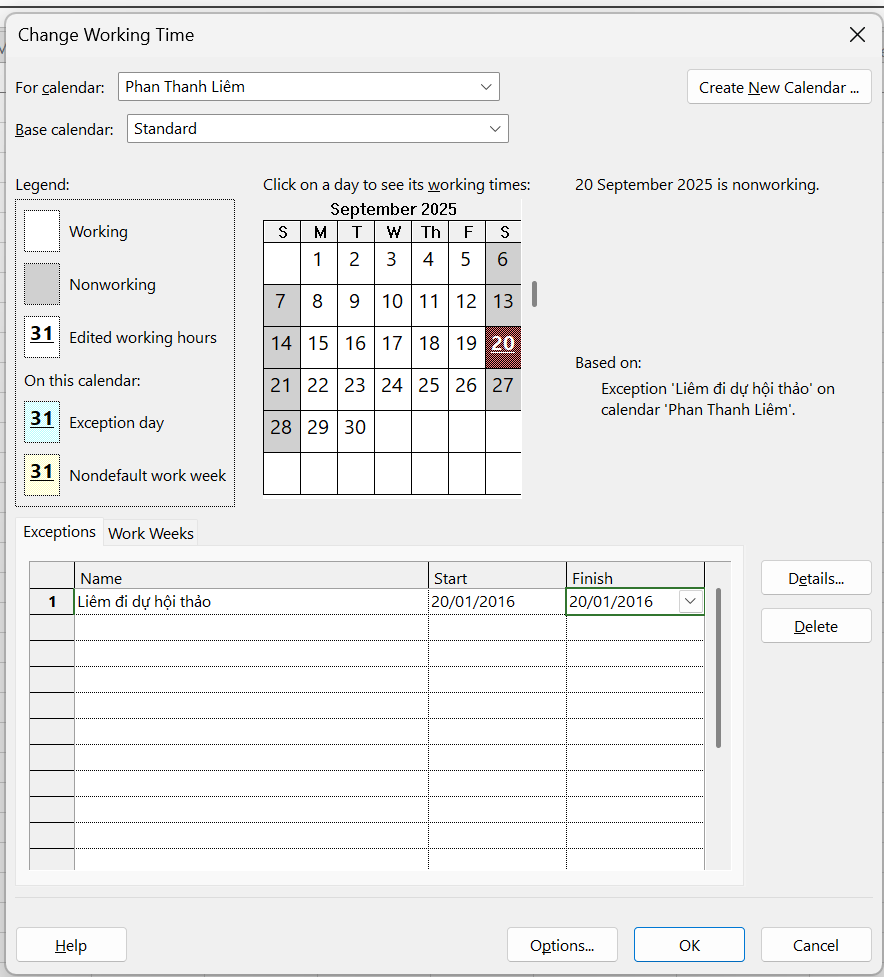 Change Working Time
For calendar: Phan Thanh Liêm
Create New Calendar ...
Base calendar: Standard
Legend:
Working
Nonworking
31 Edited working hours
On this calendar:
31 Exception day
31 Nondefault work week
Click on a day to see its working times:
September 2025
S M T W Th F S
1 2 3 4 5 6
7 8 9 10 11 12 13
14 15 16 17 18 19 20
21 22 23 24 25 26 27
28 29 30
20 September 2025 is nonworking.
Based on:
Exception 'Liêm đi dự hội thảo' on
calendar 'Phan Thanh Liêm'.
Exceptions Work Weeks
Name Start Finish
1 Liêm đi dự hội thảo 20/01/2016 20/01/2016
Details...
Delete
Help Options... OK Cancel